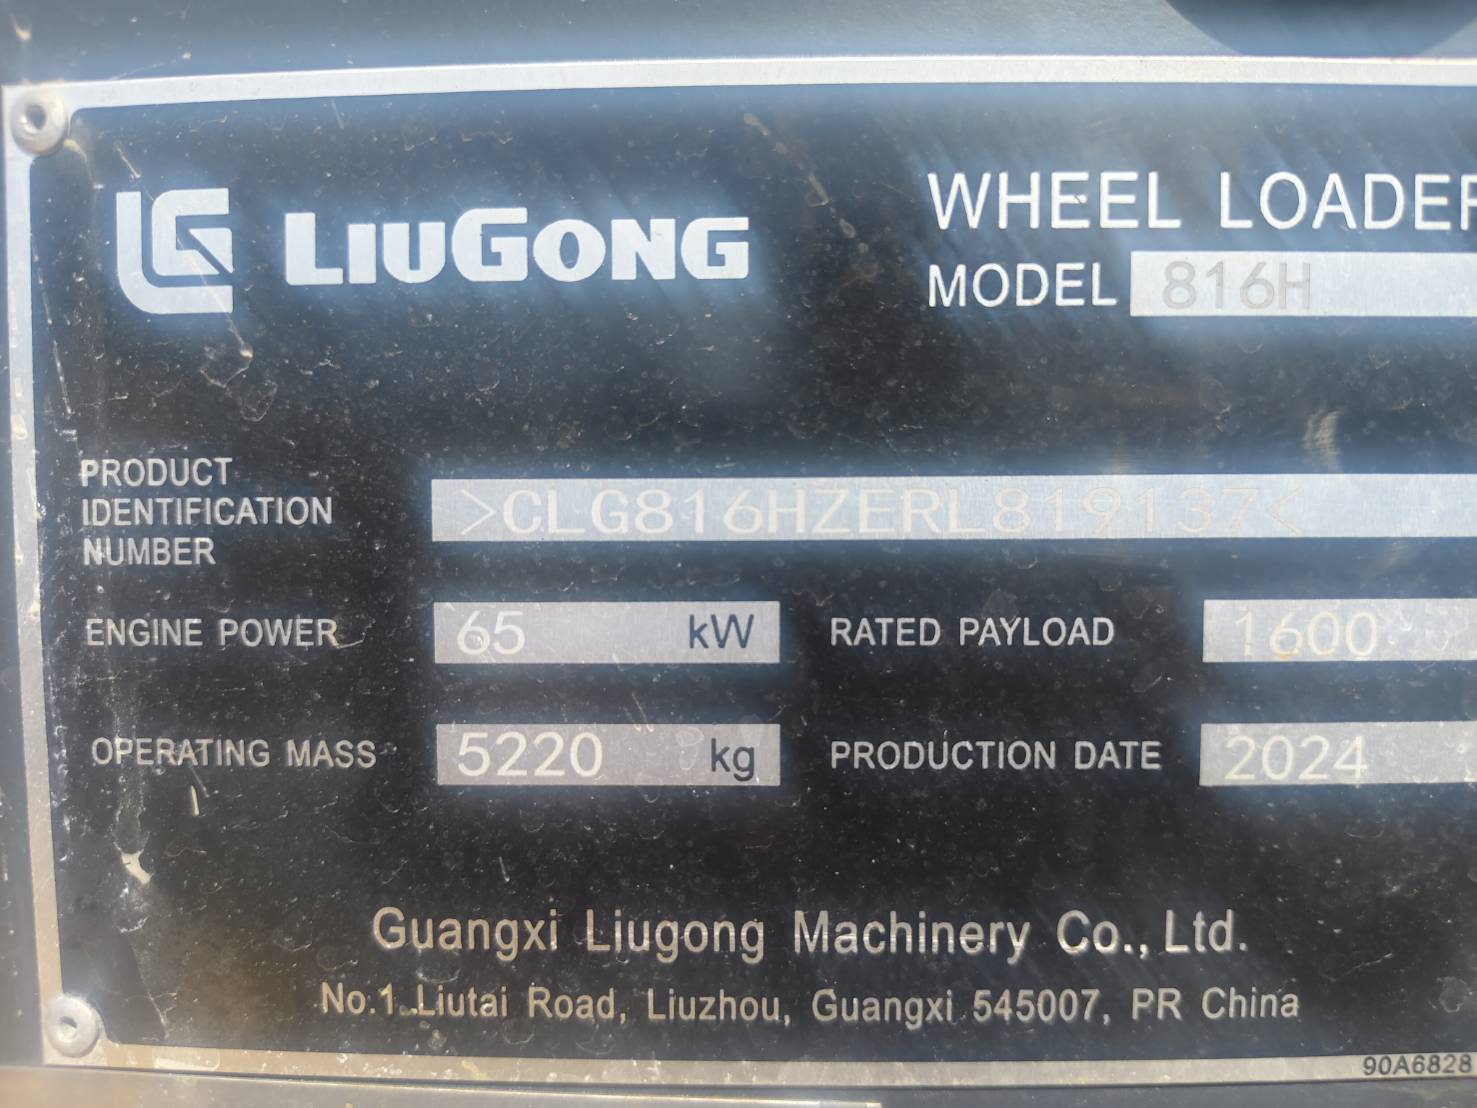 LG LIUGONG
WHEEL LOADER
MODEL 816H
PRODUCT
IDENTIFICATION
NUMBER
>CLG816HZERL819137<
ENGINE POWER 65 kW RATED PAYLOAD 1600
OPERATING MASS 5220 kg PRODUCTION DATE 2024
Guangxi Liugong Machinery Co., Ltd.
No.1 Liutai Road, Liuzhou, Guangxi 545007, PR China
90A6828